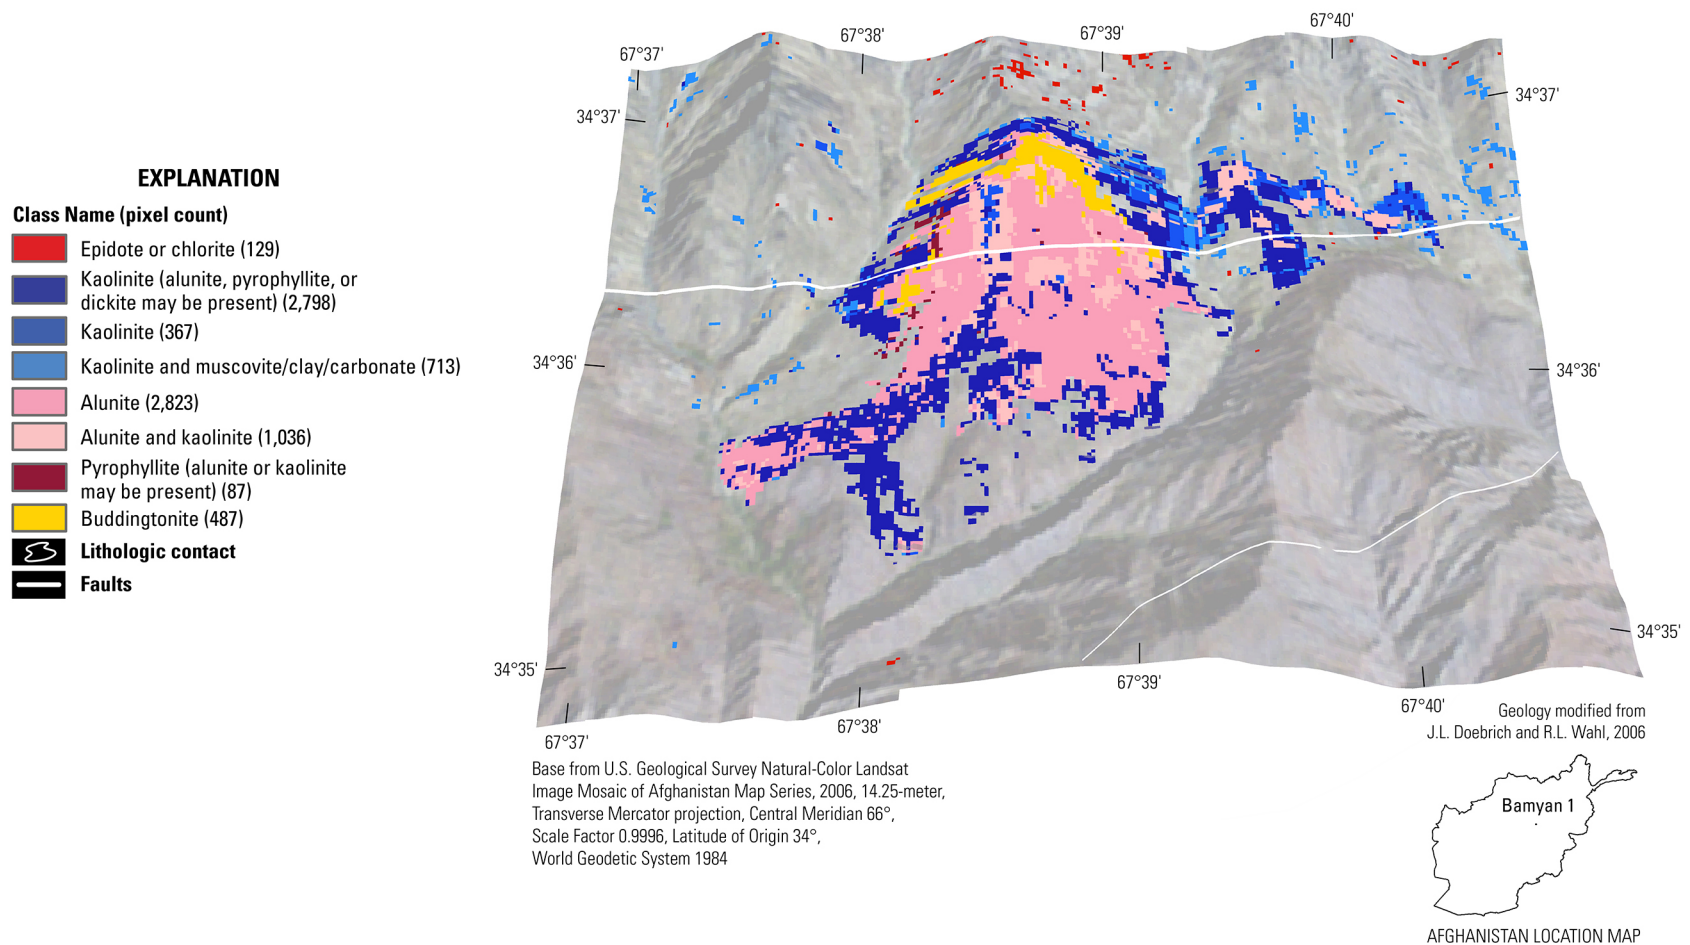 EXPLANATION
Class Name (pixel count)
Epidote or chlorite (129)
Kaolinite (alunite, pyrophyllite, or
dickite may be present) (2,798)
Kaolinite (367)
Kaolinite and muscovite/clay/carbonate (713)
Alunite (2,823)
Alunite and kaolinite (1,036)
Pyrophyllite (alunite or kaolinite
may be present) (87)
Buddingtonite (487)
Lithologic contact
Faults
67°37'
67°38'
67°39'
67°40'
34°37'
34°37'
34°36'
34°36'
34°35'
34°35'
67°37'
67°38'
67°39'
67°40'
Base from U.S. Geological Survey Natural-Color Landsat
Image Mosaic of Afghanistan Map Series, 2006, 14.25-meter,
Transverse Mercator projection, Central Meridian 66°,
Scale Factor 0.9996, Latitude of Origin 34°,
World Geodetic System 1984
Geology modified from
J.L. Doebrich and R.L. Wahl, 2006
Bamyan 1
AFGHANISTAN LOCATION MAP